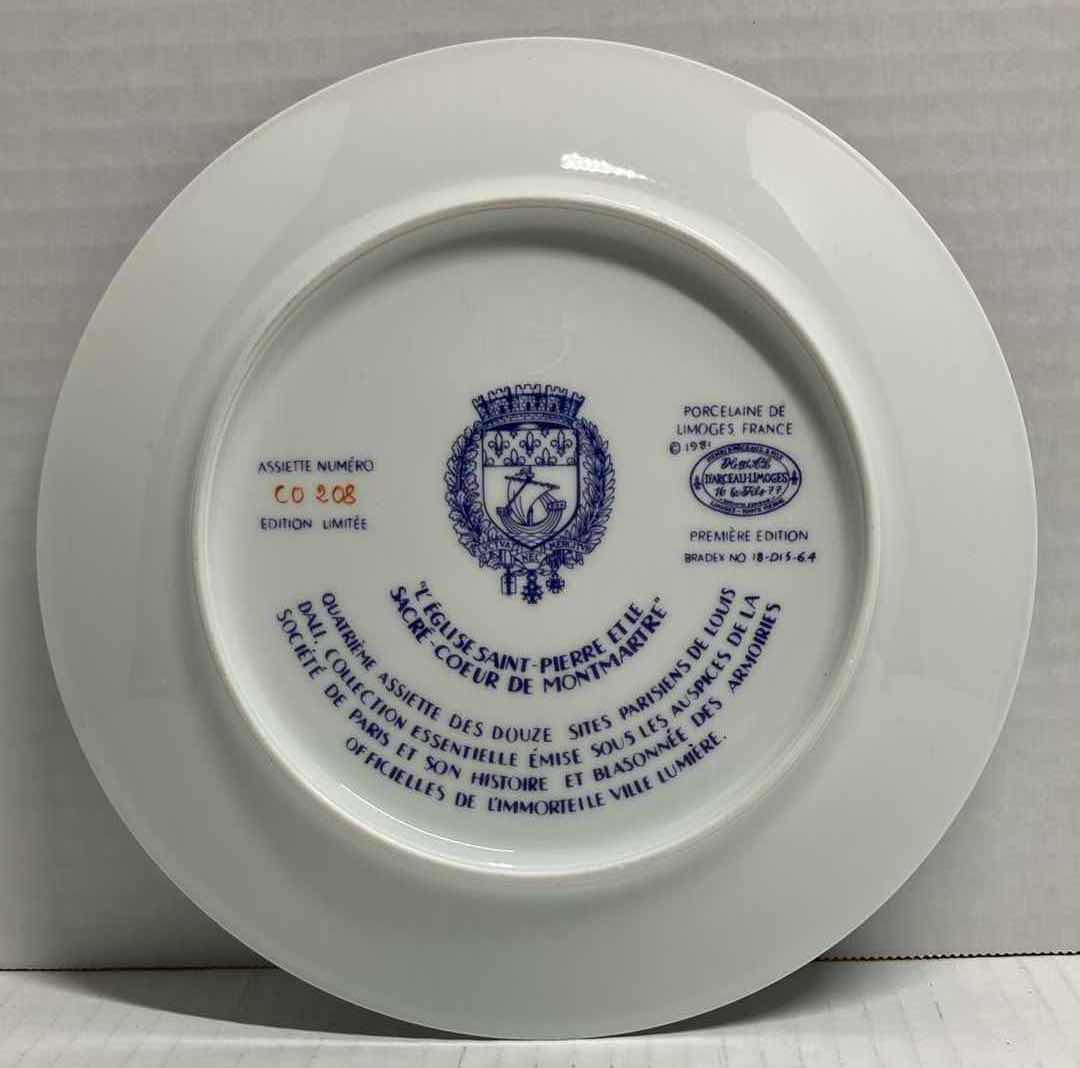 ASSIETTE NUMÉRO
CO 208
EDITION LIMITÉE
PORCELAINE DE
LIMOGES, FRANCE
© 1981
D'ARCEAU-LIMOGES
PREMIÈRE EDITION
BRADEX NO 18-D15-6.4
"L'ÉGLISE SAINT-PIERRE ET LE
SACRÉ-COEUR DE MONTMARTRE"
QUATRIÈME ASSIETTE DES DOUZE SITES PARISIENS DE LOUIS
DALI. COLLECTION ESSENTIELLE ÉMISE SOUS LES AUSPICES DE LA
SOCIÉTÉ DE PARIS ET SON HISTOIRE ET BLASONNÉE DES ARMOIRIES
OFFICIELLES DE L'IMMORTELLE VILLE LUMIÈRE.